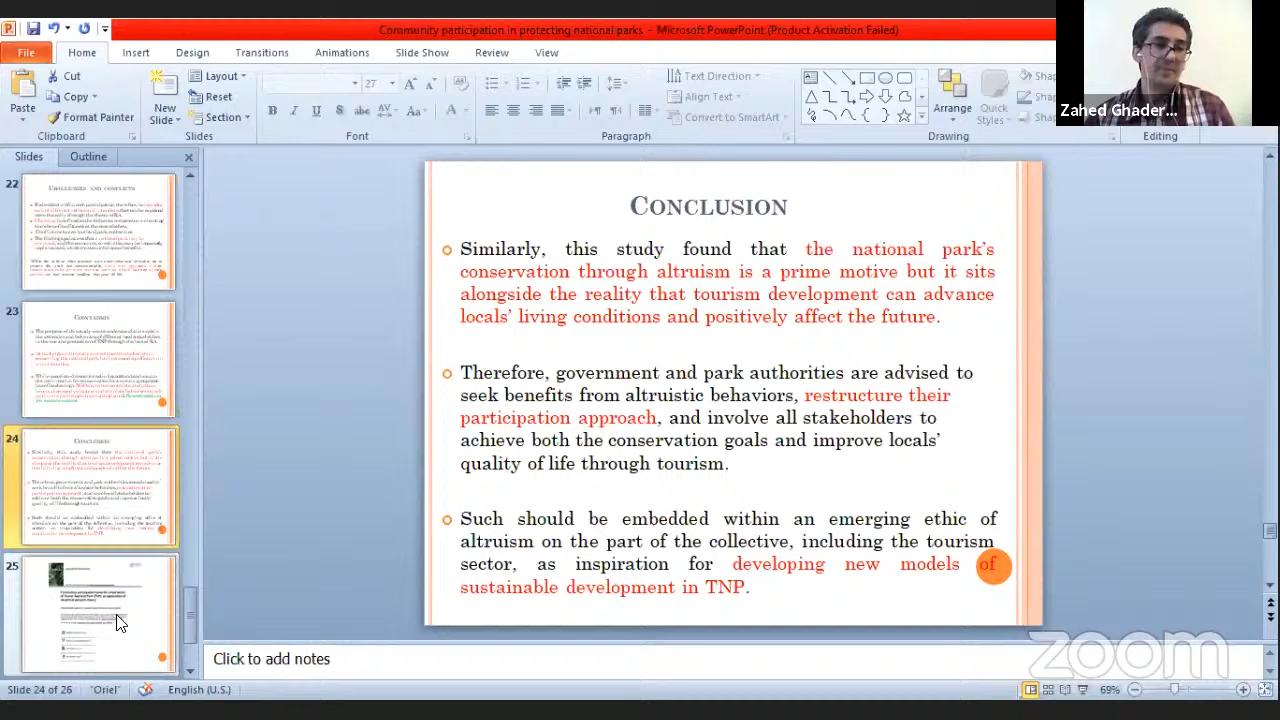 Community participation in protecting national parks – Microsoft PowerPoint (Product Activation Failed)
File Home Insert Design Transitions Animations Slide Show Review View
Cut
Copy
Format Painter
Paste
Clipboard
New
Slide
Layout
Reset
Section
Slides
27
B I U S abc AV Aa A
Font
Text Direction
Align Text
Convert to SmartArt
Paragraph
Arrange
Quick
Styles
Drawing
Editing
Zahed Ghader...
Slides Outline
22
Challenges and conflicts
23
Conclusion
24
Conclusion
25
Conclusion
Similarly, this study found that the national park's
conservation through altruism is a prime motive but it sits
alongside the reality that tourism development can advance
locals' living conditions and positively affect the future.
Therefore, government and park authorities are advised to
seek benefits from altruistic behaviors, restructure their
participation approach, and involve all stakeholders to
achieve both the conservation goals and improve locals'
quality of life through tourism.
Such should be embedded within an emerging ethic of
altruism on the part of the collective, including the tourism
sector, as inspiration for developing new models of
sustainable development in TNP.
Click to add notes
zoom
Slide 24 of 26 "Oriel" English (U.S.) 69%